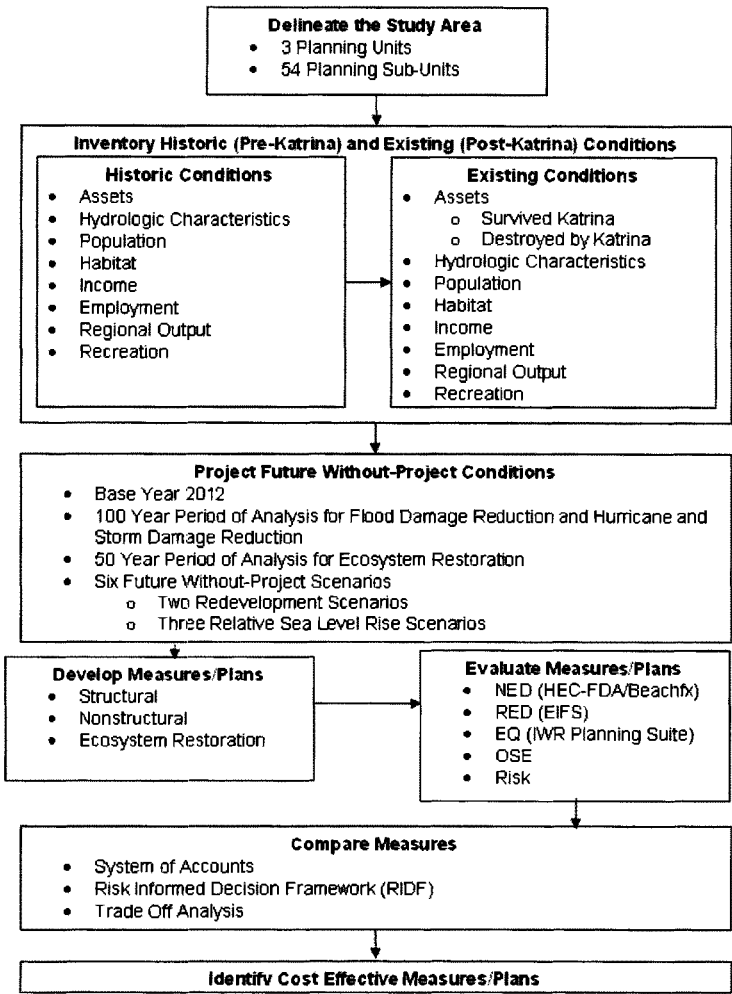 Delineate the Study Area
• 3 Planning Units
• 54 Planning Sub-Units
Inventory Historic (Pre-Katrina) and Existing (Post-Katrina) Conditions
Historic Conditions
• Assets
• Hydrologic Characteristics
• Population
• Habitat
• Income
• Employment
• Regional Output
• Recreation
Existing Conditions
• Assets
o Survived Katrina
o Destroyed by Katrina
• Hydrologic Characteristics
• Population
• Habitat
• Income
• Employment
• Regional Output
• Recreation
Project Future Without-Project Conditions
• Base Year 2012
• 100 Year Period of Analysis for Flood Damage Reduction and Hurricane and
Storm Damage Reduction
• 50 Year Period of Analysis for Ecosystem Restoration
• Six Future Without-Project Scenarios
o Two Redevelopment Scenarios
o Three Relative Sea Level Rise Scenarios
Develop Measures/Plans
• Structural
• Nonstructural
• Ecosystem Restoration
Evaluate Measures/Plans
• NED (HEC-FDA/Beachfx)
• RED (EIFS)
• EQ (IWR Planning Suite)
• OSE
• Risk
Compare Measures
• System of Accounts
• Risk Informed Decision Framework (RIDF)
• Trade Off Analysis
Identify Cost Effective Measures/Plans